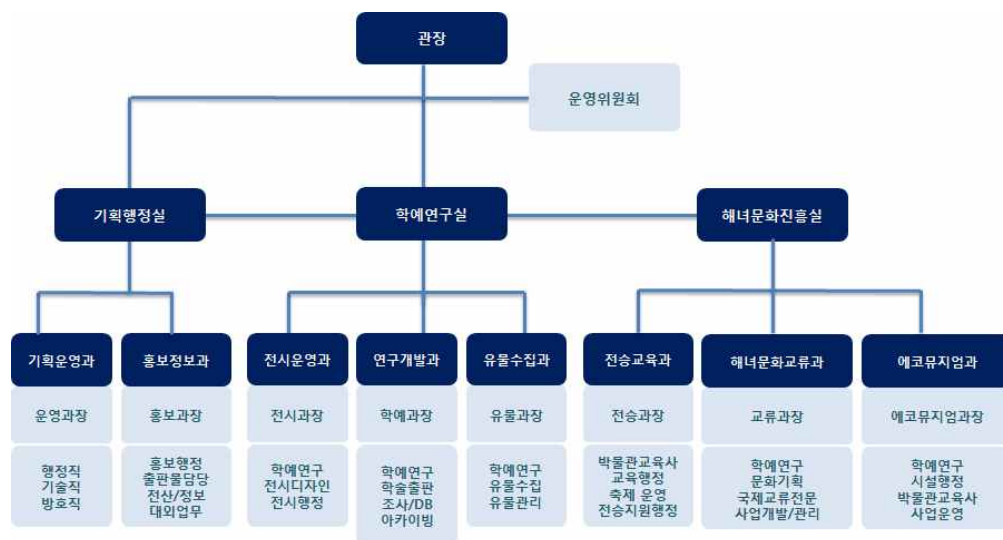 관장
운영위원회
기획행정실
학예연구실
해녀문화진흥실
기획운영과
홍보정보과
전시운영과
연구개발과
유물수집과
전승교육과
해녀문화교류과
에코뮤지엄과
운영과장
홍보과장
전시과장
학예과장
유물과장
전승과장
교류과장
에코뮤지엄과장
행정직
기술직
방호직
홍보행정
출판물담당
전산/정보
대외업무
학예연구
전시디자인
전시행정
학예연구
학술출판
조사/DB
아카이빙
학예연구
유물수집
유물관리
박물관교육사
교육행정
축제 운영
전승지원행정
학예연구
문화기획
국제교류전문
사업개발/관리
학예연구
시설행정
박물관교육사
사업운영